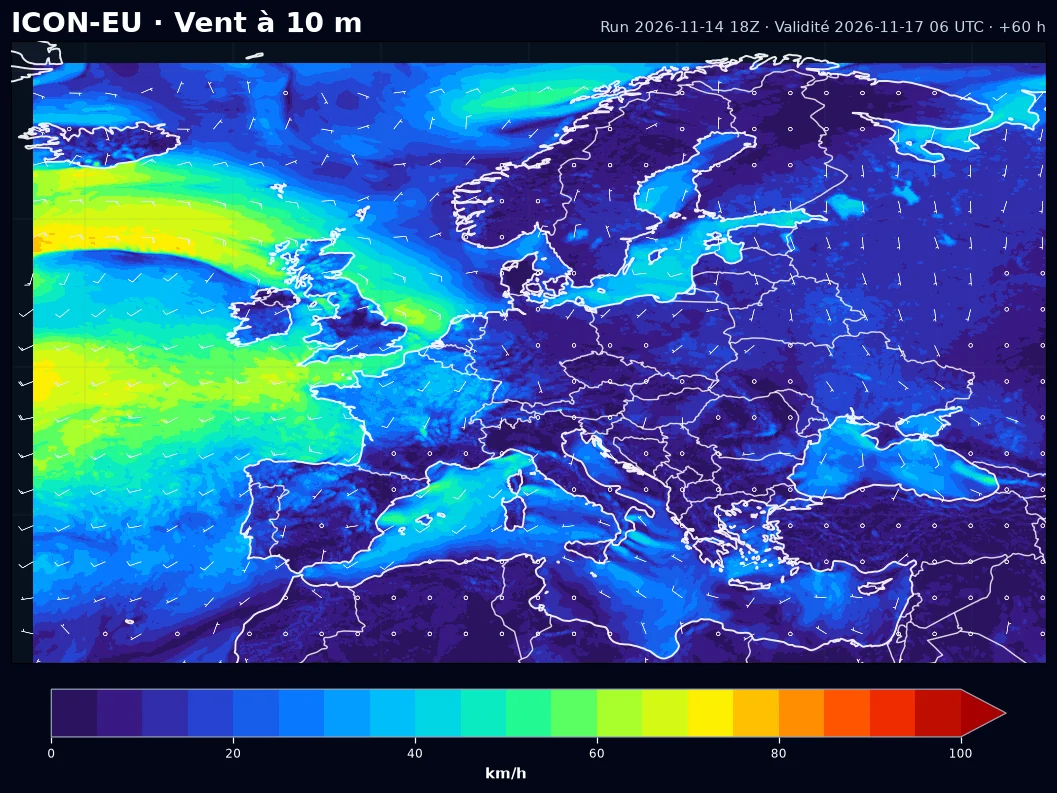 ICON-EU · Vent à 10 m
Run 2026-11-14 18Z · Validité 2026-11-17 06 UTC · +60 h
0 20 40 60 80 100
km/h